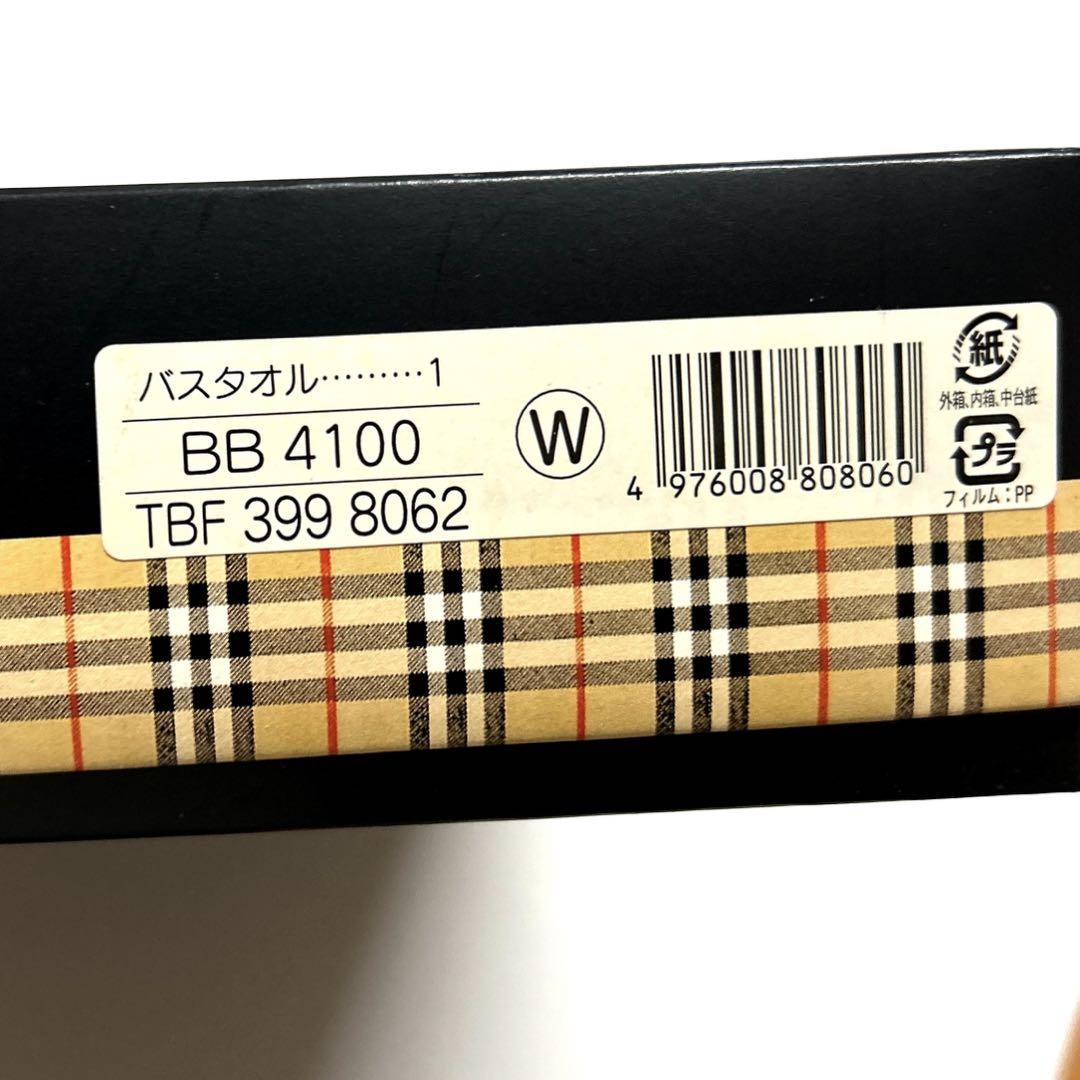 バスタオル………1
BB 4100
TBF 399 8062
W
4 976008 808060
紙
外箱、内箱、中台紙
プラ
フィルム:PP